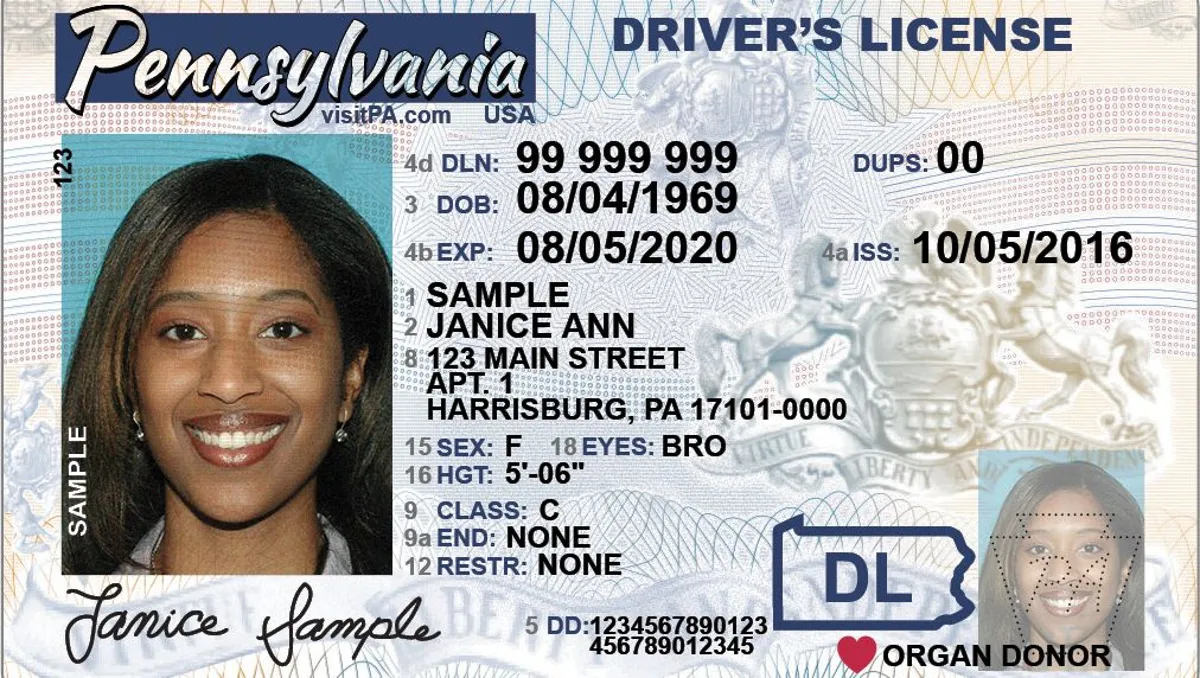 Pennsylvania
DRIVER'S LICENSE
visitPA.com USA
123
4d DLN: 99 999 999 DUPS: 00
3 DOB: 08/04/1969
4b EXP: 08/05/2020 4a ISS: 10/05/2016
1 SAMPLE
2 JANICE ANN
8 123 MAIN STREET
APT. 1
HARRISBURG, PA 17101-0000
15 SEX: F 18 EYES: BRO
16 HGT: 5'-06"
9 CLASS: C
9a END: NONE
12 RESTR: NONE
SAMPLE
VIRTUE LIBERTY AND INDEPENDENCE
DL
Janice Sample
5 DD: 1234567890123
456789012345
ORGAN DONOR